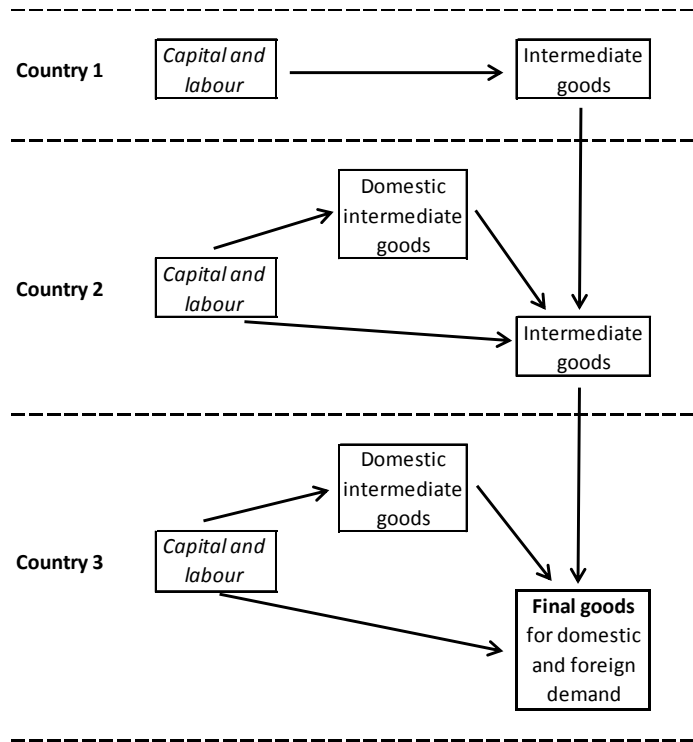 Country 1
Capital and
labour
Intermediate
goods
Domestic
intermediate
goods
Country 2
Capital and
labour
Intermediate
goods
Domestic
intermediate
goods
Country 3
Capital and
labour
Final goods
for domestic
and foreign
demand